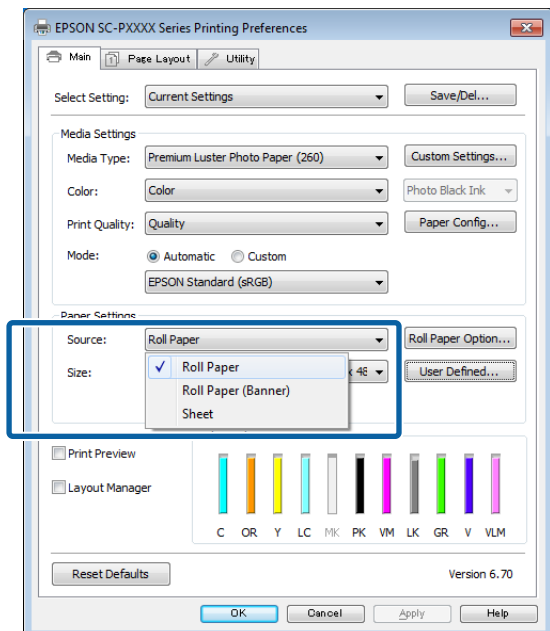 EPSON SC-PXXXX Series Printing Preferences
Main Page Layout Utility
Select Setting: Current Settings Save/Del...
Media Settings
Media Type: Premium Luster Photo Paper (260) Custom Settings...
Color: Color Photo Black Ink
Print Quality: Quality Paper Config...
Mode: Automatic Custom
EPSON Standard (sRGB)
Paper Settings
Source: Roll Paper Roll Paper Option...
Roll Paper
Size: x 48 User Defined...
Roll Paper (Banner)
Sheet
Print Preview
Layout Manager
C OR Y LC MK PK VM LK GR V VLM
Reset Defaults Version 6.70
OK Cancel Apply Help